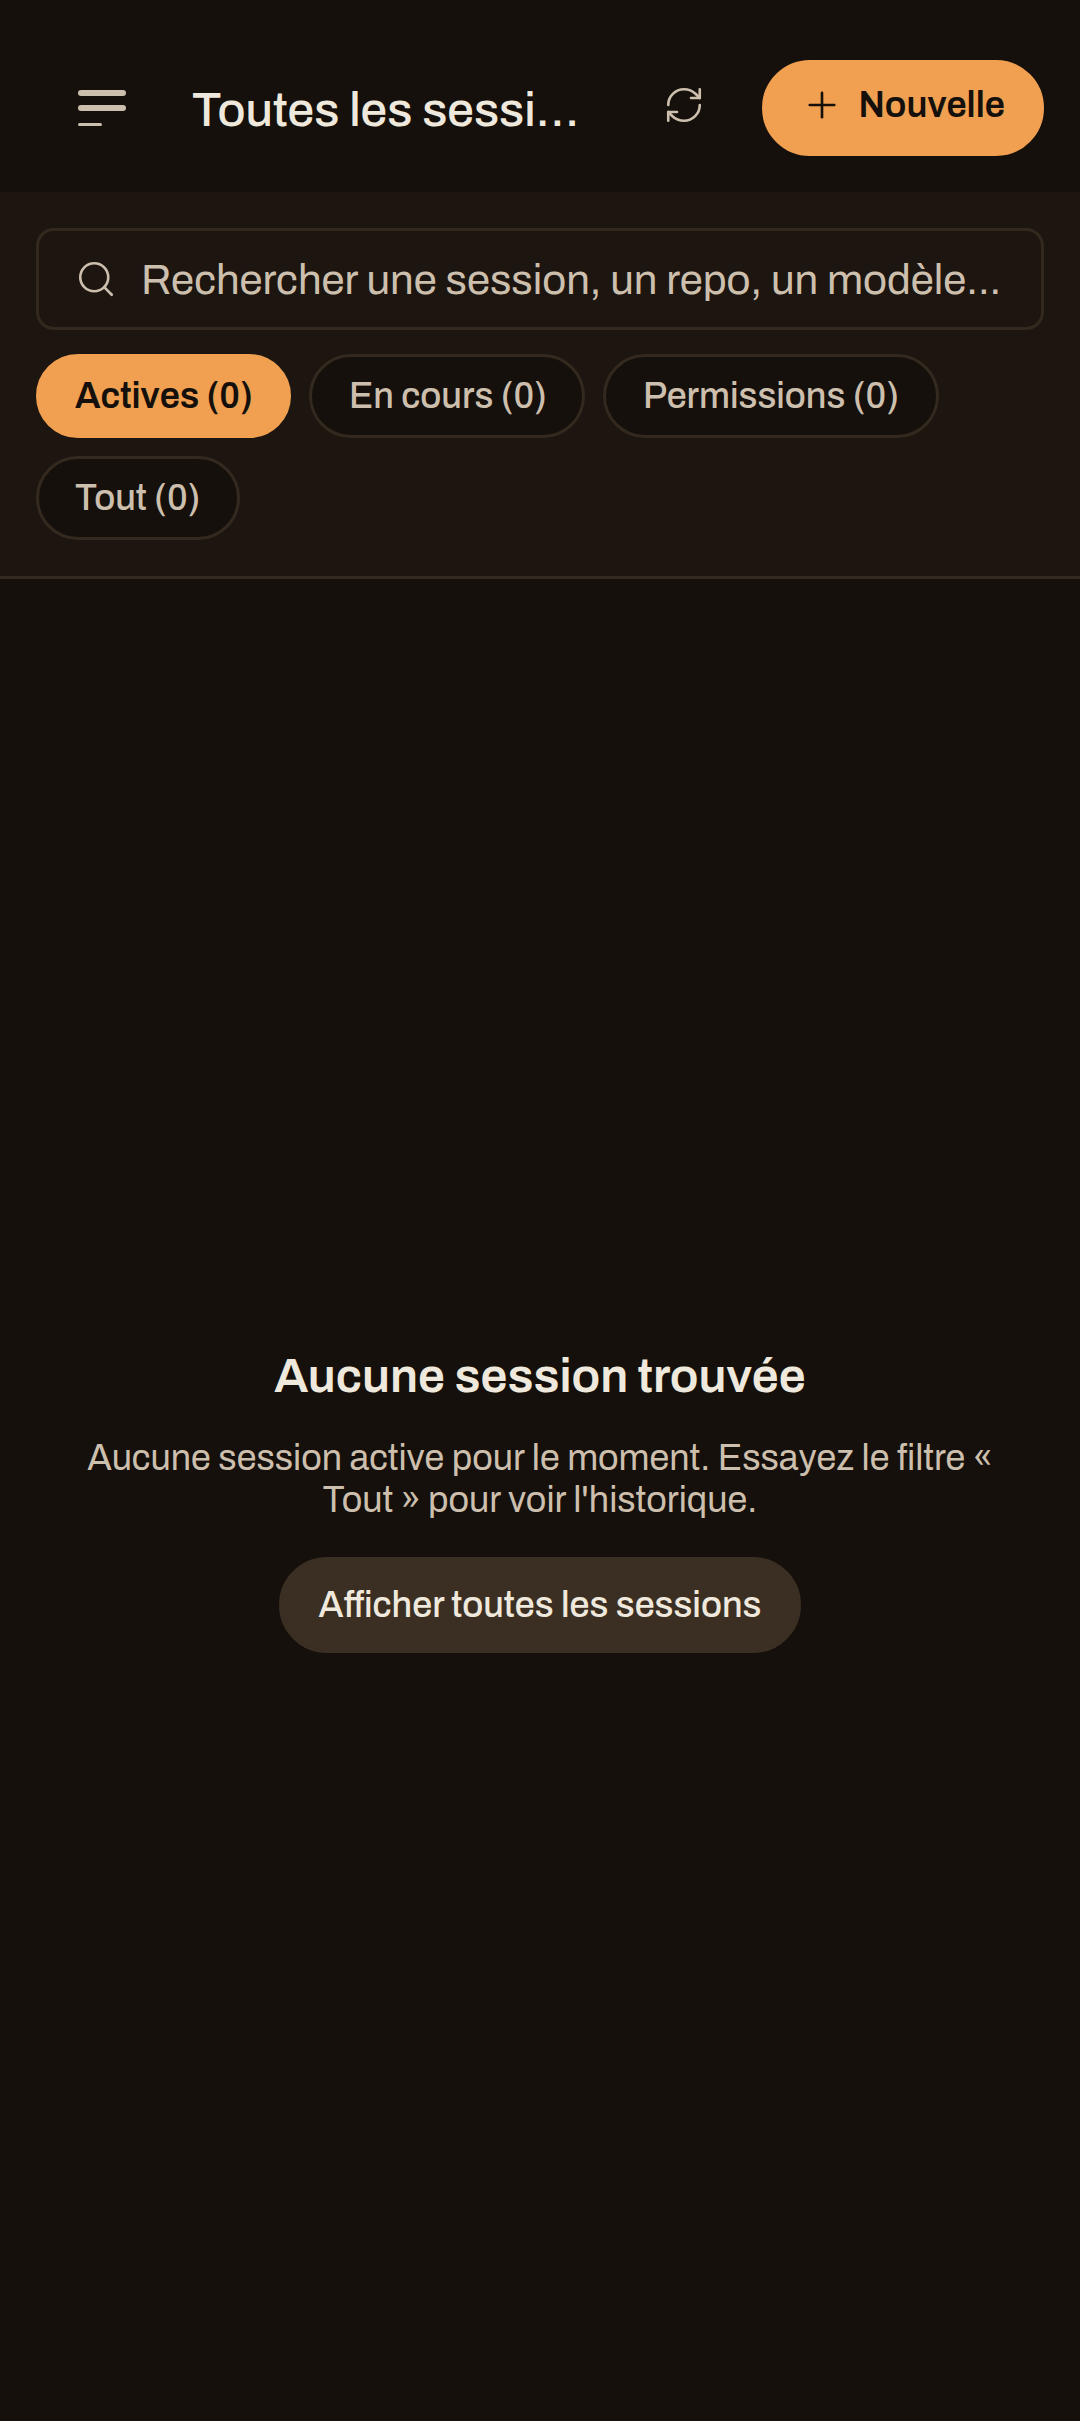 Toutes les sessi...
Nouvelle
Rechercher une session, un repo, un modèle...
Actives (0)
En cours (0)
Permissions (0)
Tout (0)
Aucune session trouvée
Aucune session active pour le moment. Essayez le filtre «
Tout » pour voir l'historique.
Afficher toutes les sessions